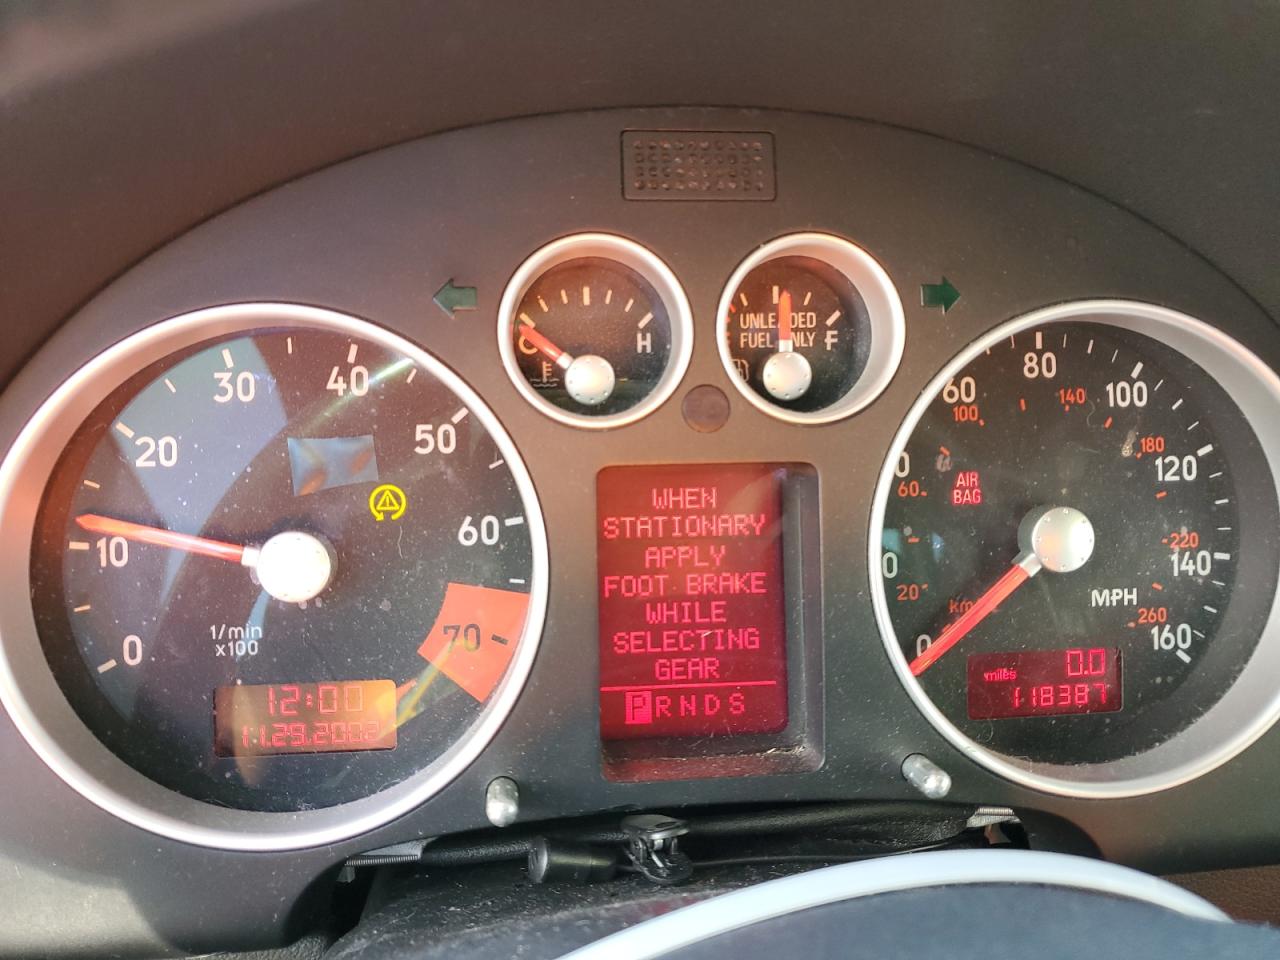 H
UNLEADED
FUEL ONLY
F
0
10
20
30
40
50
60
70
1/min
x100
12:00
11.29.2002
WHEN
STATIONARY
APPLY
FOOT BRAKE
WHILE
SELECTING
GEAR
P R N D S
0
60
80
100
120
140
160
20
60
100
140
180
220
260
AIR
BAG
km
MPH
miles
0.0
118387